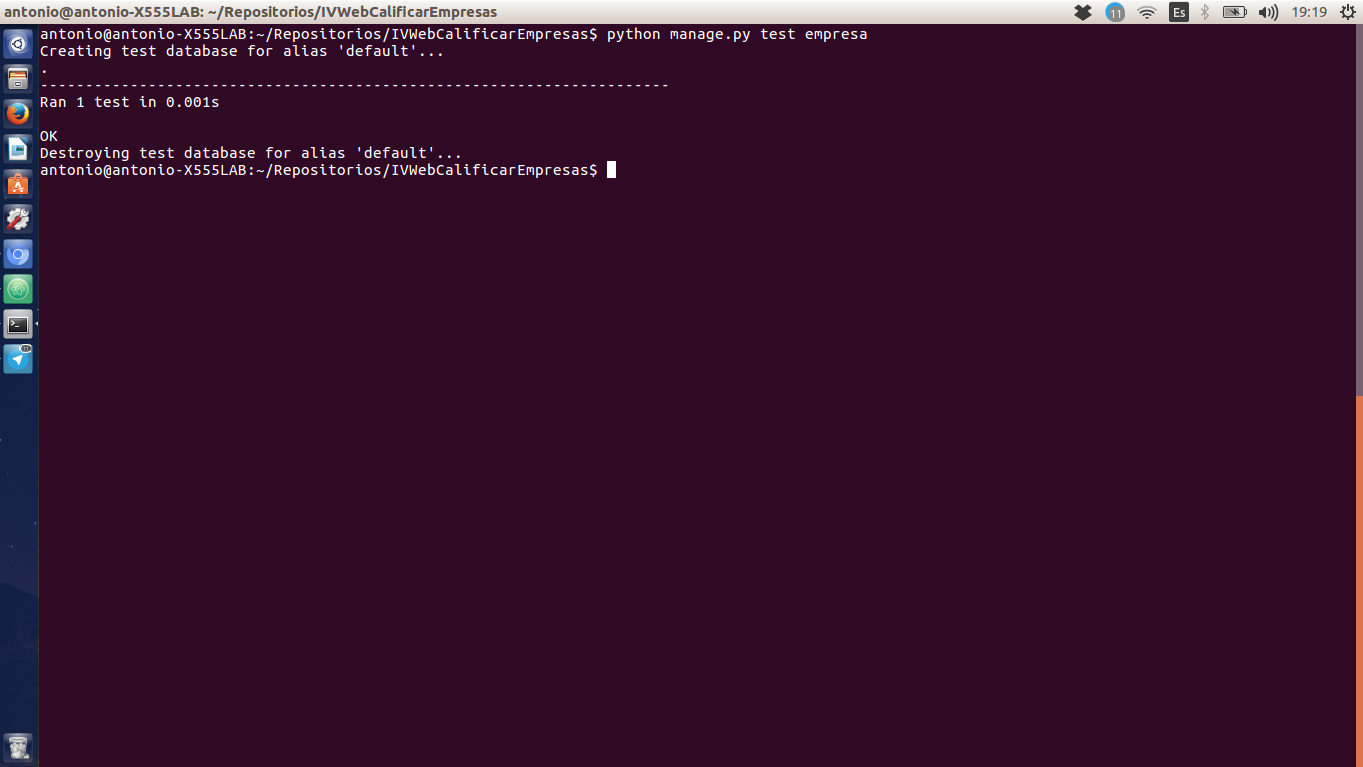 antonio@antonio-X555LAB: ~/Repositorios/IVWebCalificarEmpresas
11
Es
19:19
antonio@antonio-X555LAB:~/Repositorios/IVWebCalificarEmpresas$ python manage.py test empresa
Creating test database for alias 'default'...
.
----------------------------------------------------------------------
Ran 1 test in 0.001s
OK
Destroying test database for alias 'default'...
antonio@antonio-X555LAB:~/Repositorios/IVWebCalificarEmpresas$